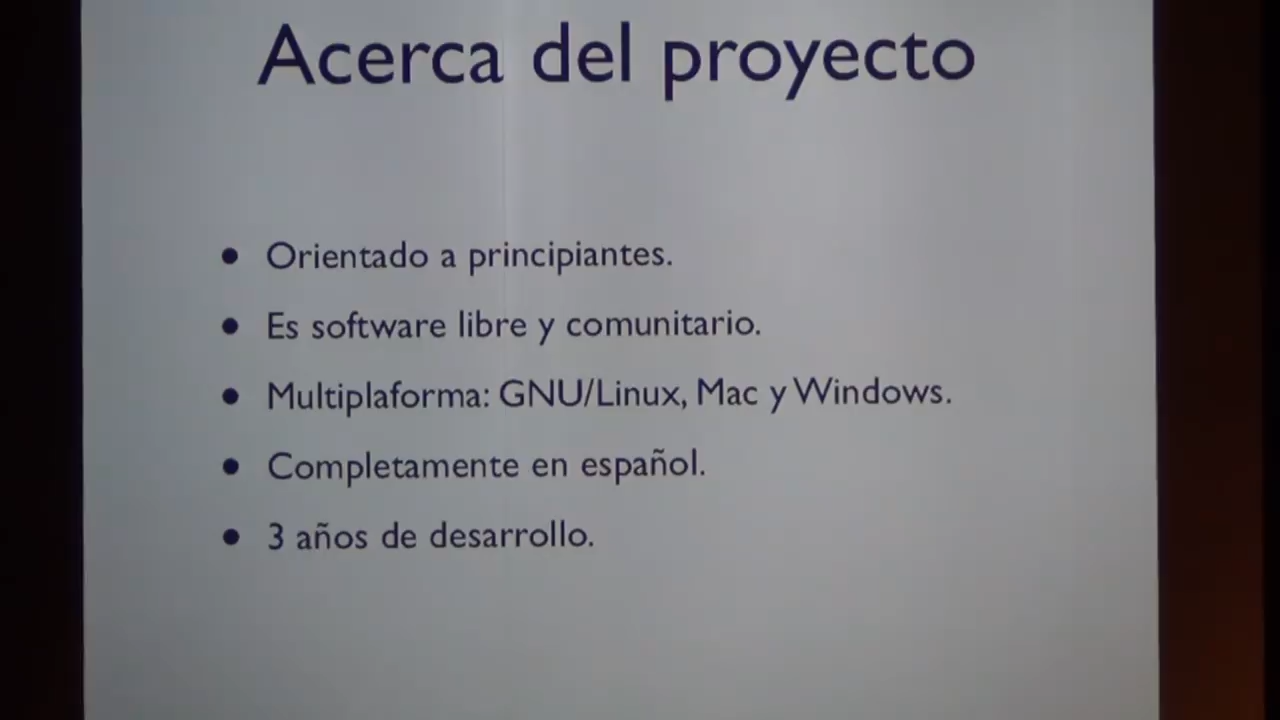 Acerca del proyecto
• Orientado a principiantes.
• Es software libre y comunitario.
• Multiplaforma: GNU/Linux, Mac y Windows.
• Completamente en español.
• 3 años de desarrollo.